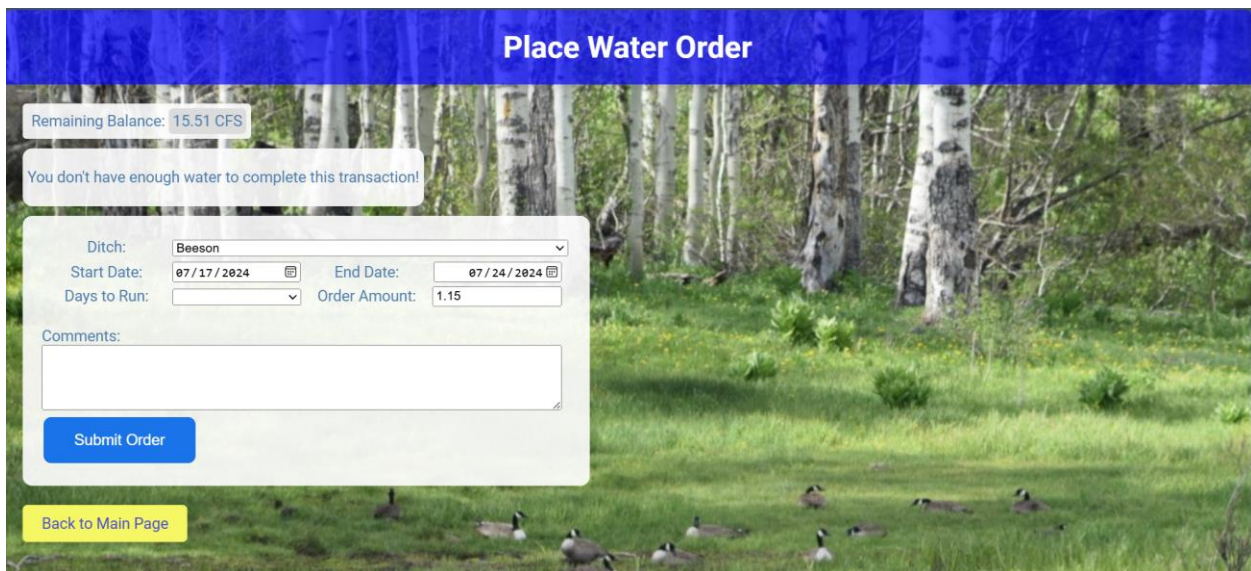 Place Water Order
Remaining Balance: 15.51 CFS
You don't have enough water to complete this transaction!
Ditch: Beeson
Start Date: 07/17/2024 End Date: 07/24/2024
Days to Run: Order Amount: 1.15
Comments:
Submit Order
Back to Main Page